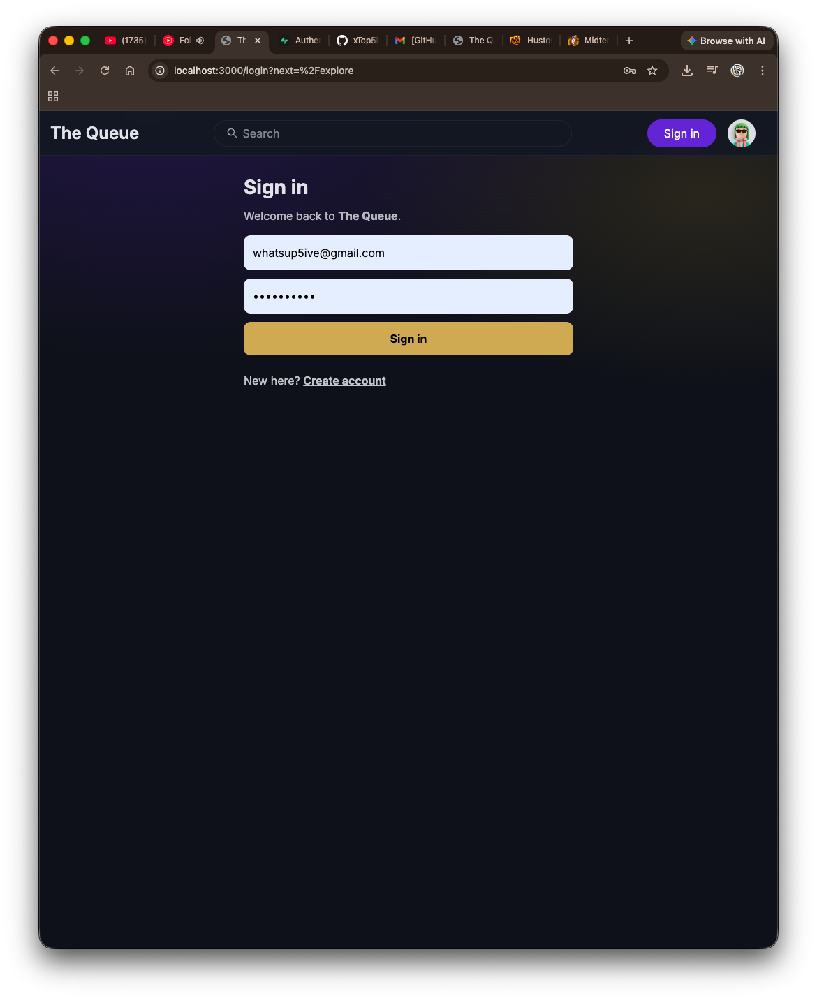 (1735)
Fol
Th
Authe
xTop5i
[GitHu
The Q
Husto
Midter
Browse with AI
localhost:3000/login?next=%2Fexplore
The Queue
Search
Sign in
Sign in
Welcome back to The Queue.
whatsup5ive@gmail.com
••••••••••
Sign in
New here? Create account